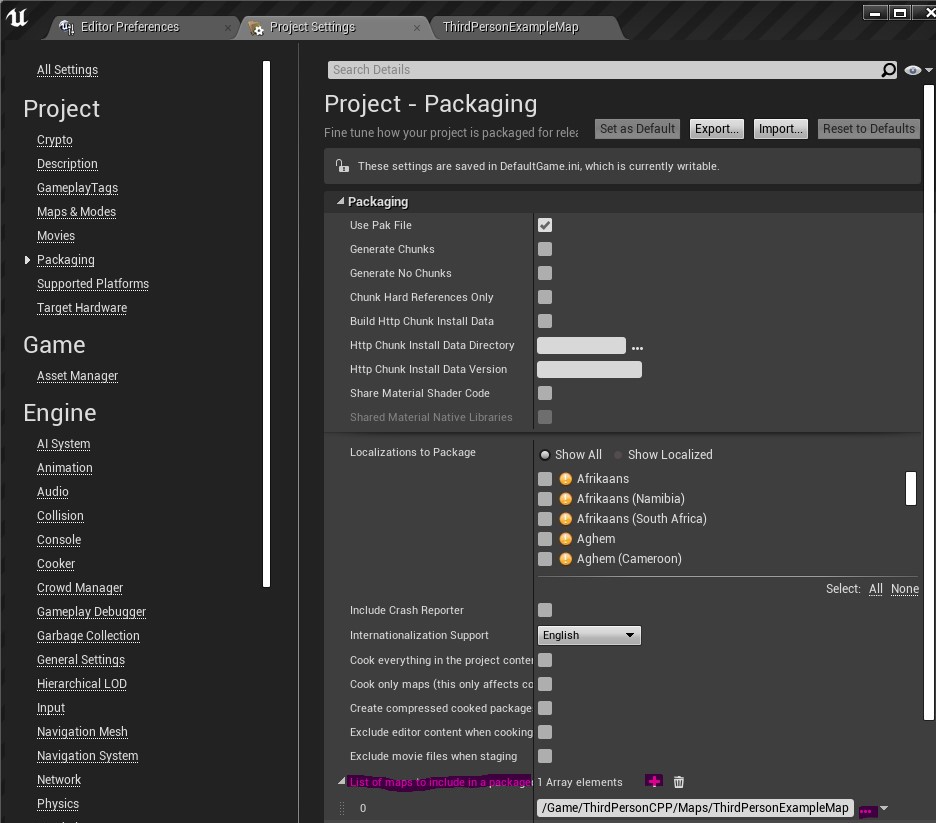 Editor Preferences
Project Settings
ThirdPersonExampleMap
All Settings
Project
Crypto
Description
GameplayTags
Maps & Modes
Movies
Packaging
Supported Platforms
Target Hardware
Game
Asset Manager
Engine
AI System
Animation
Audio
Collision
Console
Cooker
Crowd Manager
Gameplay Debugger
Garbage Collection
General Settings
Hierarchical LOD
Input
Navigation Mesh
Navigation System
Network
Physics
Search Details
Project - Packaging
Fine tune how your project is packaged for relea
Set as Default
Export...
Import...
Reset to Defaults
These settings are saved in DefaultGame.ini, which is currently writable.
Packaging
Use Pak File
Generate Chunks
Generate No Chunks
Chunk Hard References Only
Build Http Chunk Install Data
Http Chunk Install Data Directory
Http Chunk Install Data Version
Share Material Shader Code
Shared Material Native Libraries
Localizations to Package
Show All
Show Localized
Afrikaans
Afrikaans (Namibia)
Afrikaans (South Africa)
Aghem
Aghem (Cameroon)
Select: All None
Include Crash Reporter
Internationalization Support
English
Cook everything in the project conter
Cook only maps (this only affects co
Create compressed cooked package
Exclude editor content when cooking
Exclude movie files when staging
List of maps to include in a package
1 Array elements
0
/Game/ThirdPersonCPP/Maps/ThirdPersonExampleMap